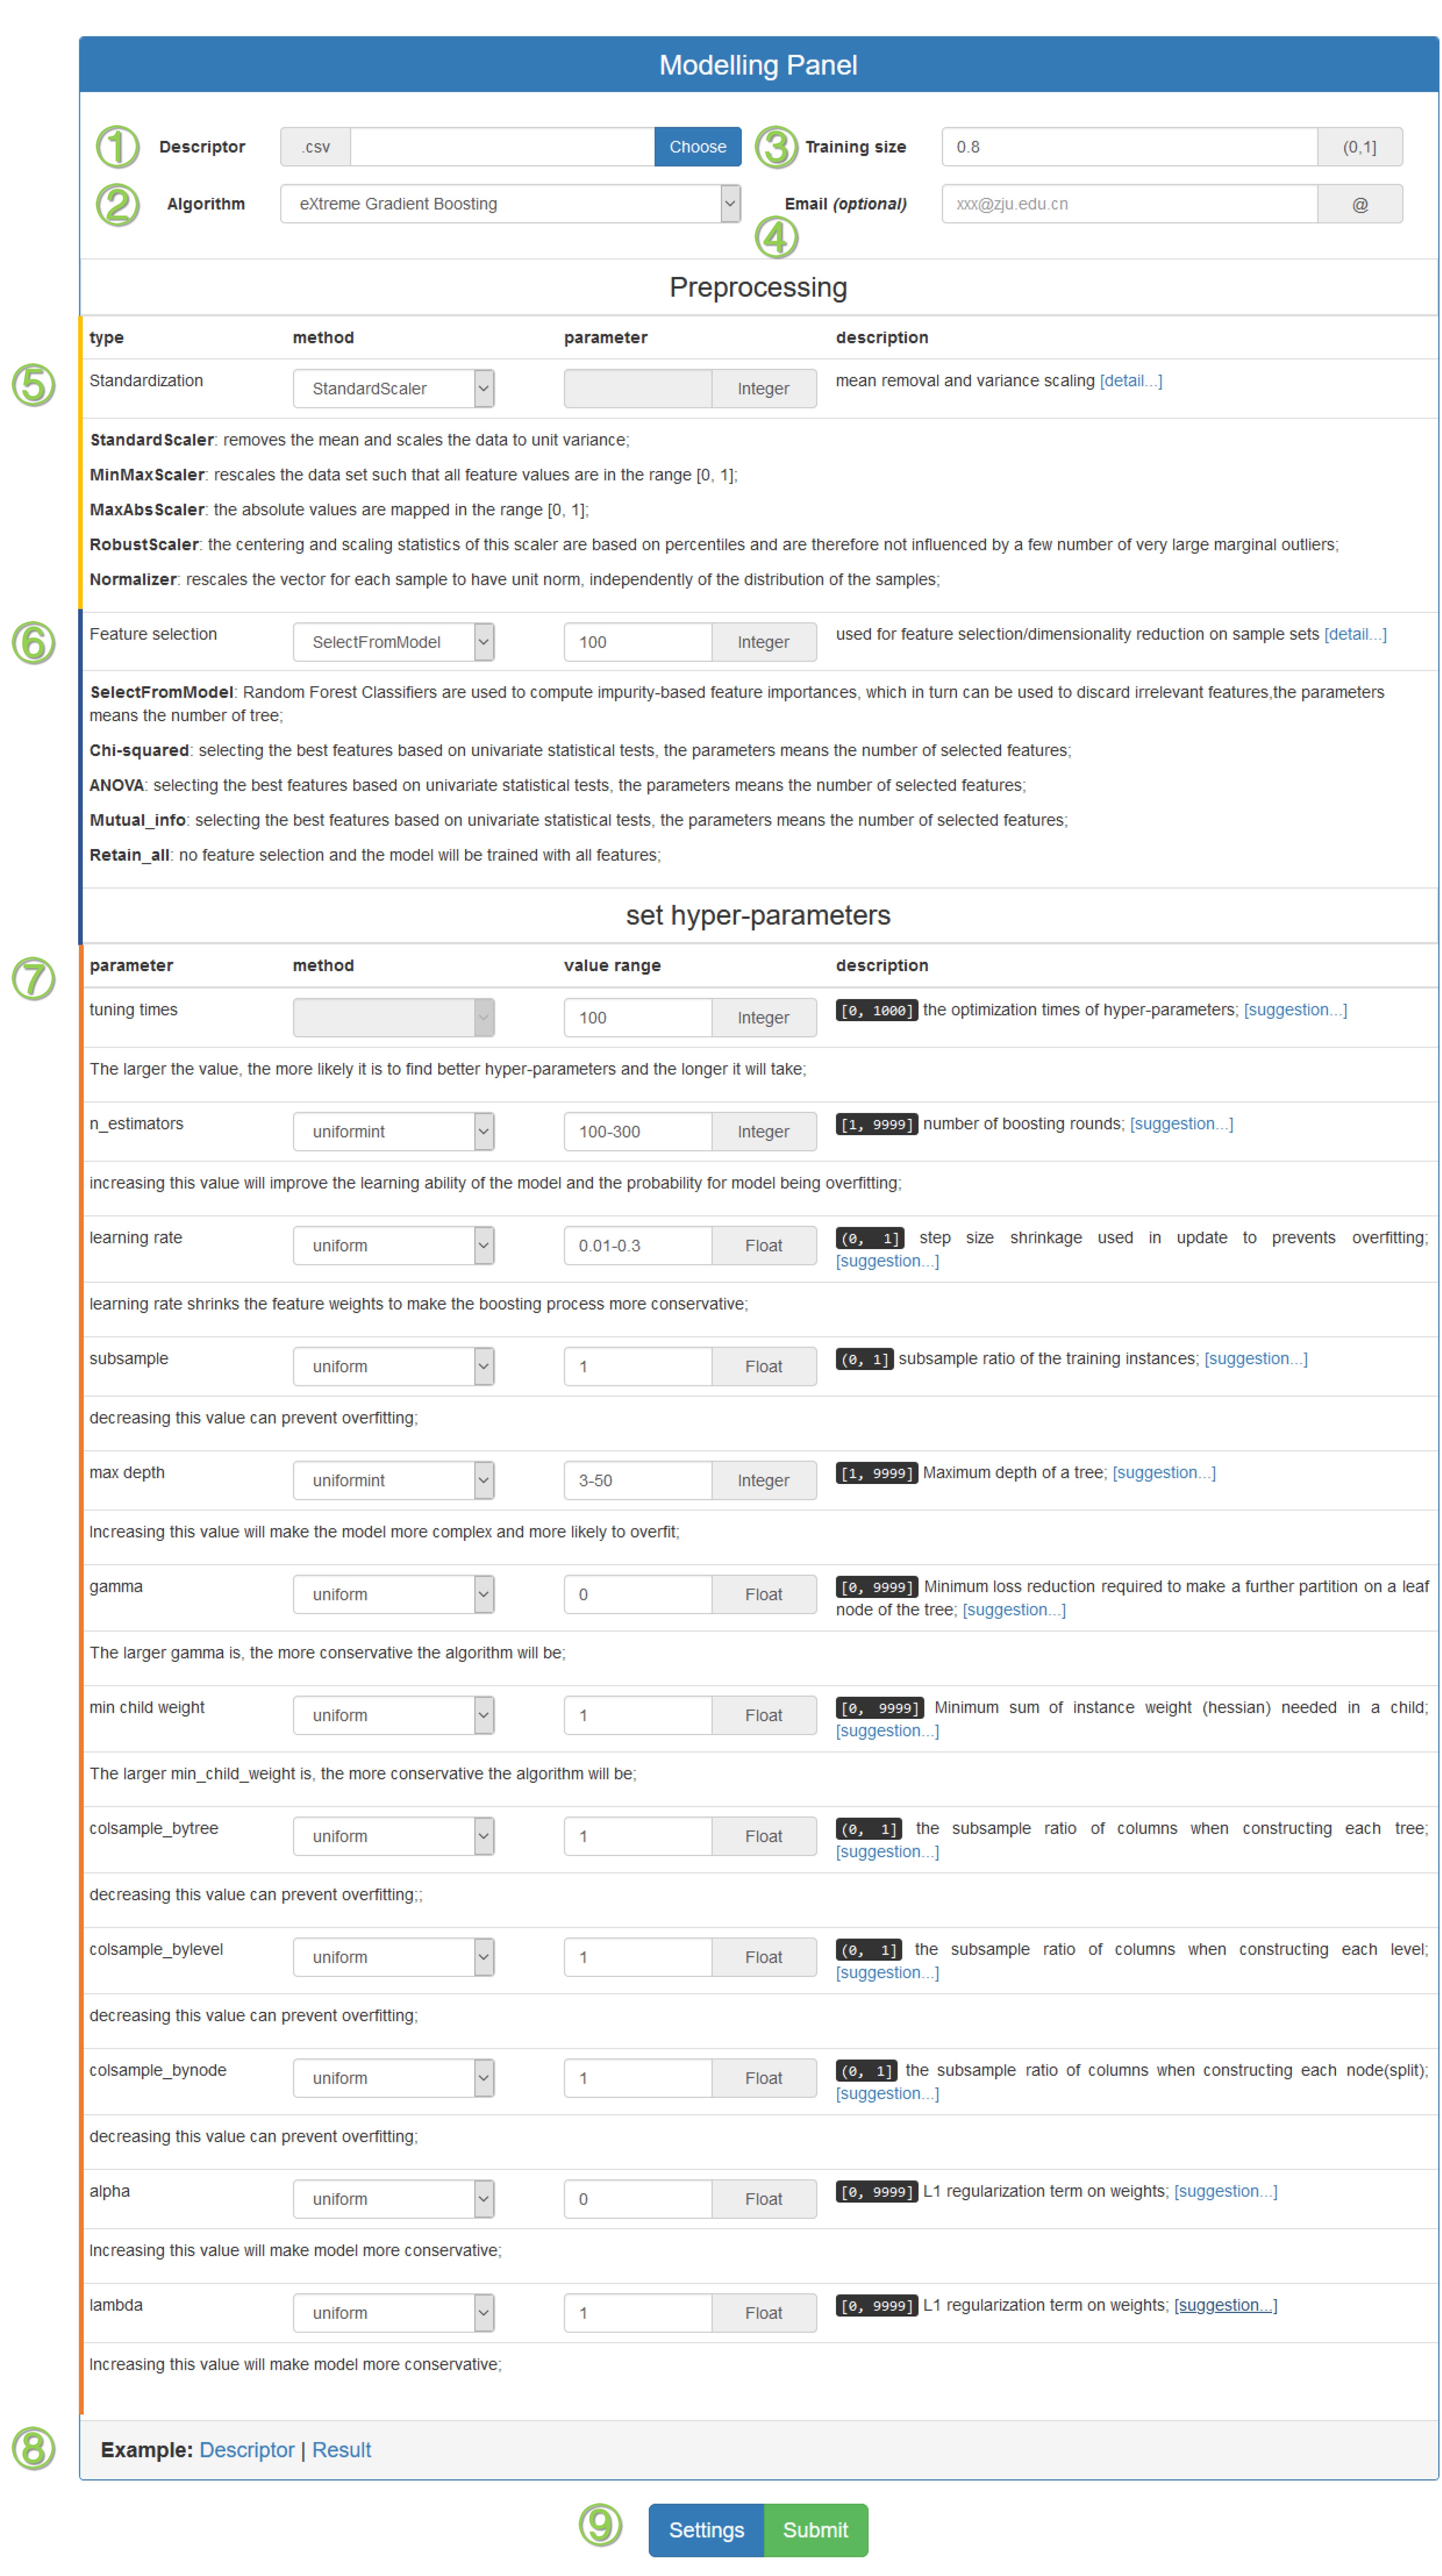 Modelling Panel
① Descriptor .csv Choose ③ Training size 0.8 (0,1]
② Algorithm eXtreme Gradient Boosting Email (optional) xxx@zju.edu.cn @
④
Preprocessing
type method parameter description
⑤ Standardization StandardScaler Integer mean removal and variance scaling [detail...]
StandardScaler: removes the mean and scales the data to unit variance;
MinMaxScaler: rescales the data set such that all feature values are in the range [0, 1];
MaxAbsScaler: the absolute values are mapped in the range [0, 1];
RobustScaler: the centering and scaling statistics of this scaler are based on percentiles and are therefore not influenced by a few number of very large marginal outliers;
Normalizer: rescales the vector for each sample to have unit norm, independently of the distribution of the samples;
⑥ Feature selection SelectFromModel 100 Integer used for feature selection/dimensionality reduction on sample sets [detail...]
SelectFromModel: Random Forest Classifiers are used to compute impurity-based feature importances, which in turn can be used to discard irrelevant features,the parameters
means the number of tree;
Chi-squared: selecting the best features based on univariate statistical tests, the parameters means the number of selected features;
ANOVA: selecting the best features based on univariate statistical tests, the parameters means the number of selected features;
Mutual_info: selecting the best features based on univariate statistical tests, the parameters means the number of selected features;
Retain_all: no feature selection and the model will be trained with all features;
set hyper-parameters
⑦ parameter method value range description
tuning times 100 Integer [0, 1000] the optimization times of hyper-parameters; [suggestion...]
The larger the value, the more likely it is to find better hyper-parameters and the longer it will take;
n_estimators uniformint 100-300 Integer [1, 9999] number of boosting rounds; [suggestion...]
increasing this value will improve the learning ability of the model and the probability for model being overfitting;
learning rate uniform 0.01-0.3 Float (0, 1] step size shrinkage used in update to prevents overfitting;
[suggestion...]
learning rate shrinks the feature weights to make the boosting process more conservative;
subsample uniform 1 Float (0, 1] subsample ratio of the training instances; [suggestion...]
decreasing this value can prevent overfitting;
max depth uniformint 3-50 Integer [1, 9999] Maximum depth of a tree; [suggestion...]
Increasing this value will make the model more complex and more likely to overfit;
gamma uniform 0 Float [0, 9999] Minimum loss reduction required to make a further partition on a leaf
node of the tree; [suggestion...]
The larger gamma is, the more conservative the algorithm will be;
min child weight uniform 1 Float [0, 9999] Minimum sum of instance weight (hessian) needed in a child;
[suggestion...]
The larger min_child_weight is, the more conservative the algorithm will be;
colsample_bytree uniform 1 Float (0, 1] the subsample ratio of columns when constructing each tree;
[suggestion...]
decreasing this value can prevent overfitting;;
colsample_bylevel uniform 1 Float (0, 1] the subsample ratio of columns when constructing each level;
[suggestion...]
decreasing this value can prevent overfitting;
colsample_bynode uniform 1 Float (0, 1] the subsample ratio of columns when constructing each node(split);
[suggestion...]
decreasing this value can prevent overfitting;
alpha uniform 0 Float [0, 9999] L1 regularization term on weights; [suggestion...]
Increasing this value will make model more conservative;
lambda uniform 1 Float [0, 9999] L1 regularization term on weights; [suggestion...]
Increasing this value will make model more conservative;
⑧ Example: Descriptor | Result
⑨ Settings Submit